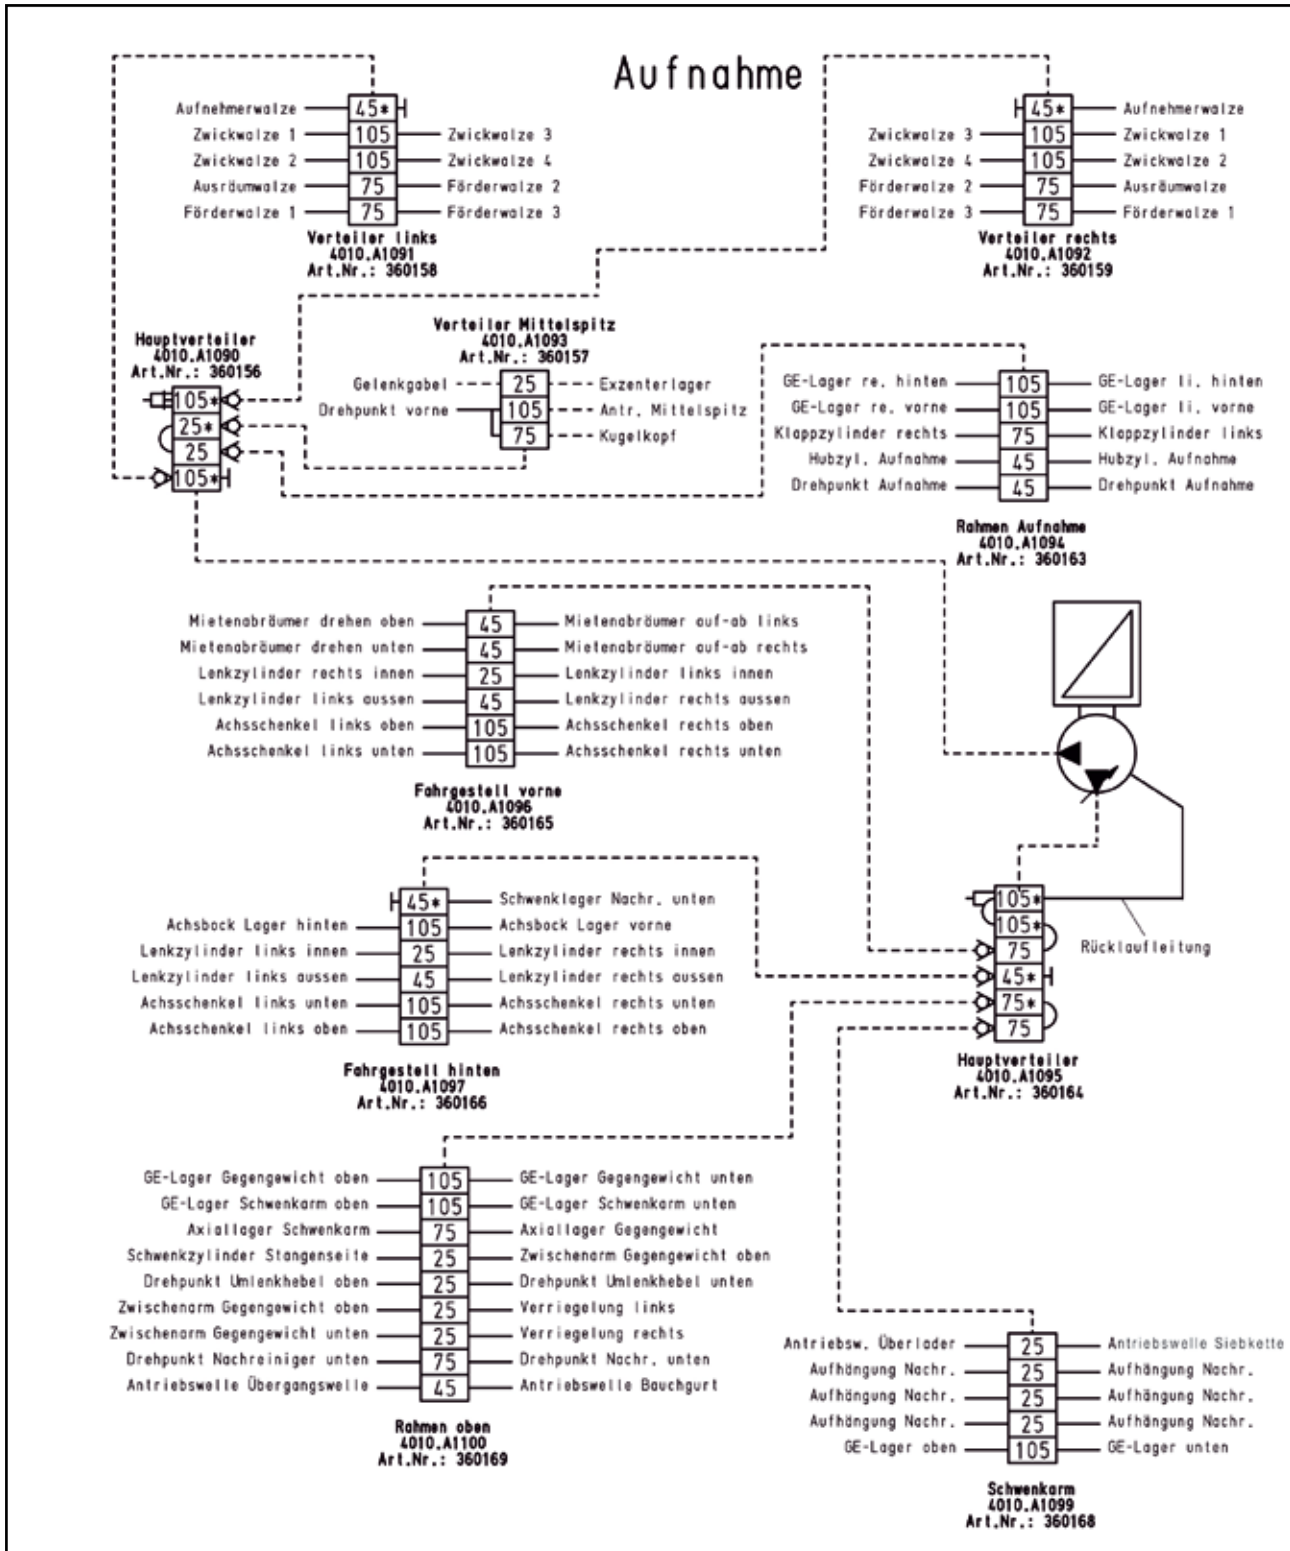 Aufnahme
Aufnehmerwalze 45*
Zwickwalze 1 105 Zwickwalze 3
Zwickwalze 2 105 Zwickwalze 4
Ausräumwalze 75 Förderwalze 2
Förderwalze 1 75 Förderwalze 3
Verteiler links
4010.A1091
Art.Nr.: 360158
45* Aufnehmerwalze
Zwickwalze 3 105 Zwickwalze 1
Zwickwalze 4 105 Zwickwalze 2
Förderwalze 2 75 Ausräumwalze
Förderwalze 3 75 Förderwalze 1
Verteiler rechts
4010.A1092
Art.Nr.: 360159
Hauptverteiler
4010.A1090
Art.Nr.: 360156
105*
25*
25
105*
Verteiler Mittelspitz
4010.A1093
Art.Nr.: 360157
Gelenkgabel 25 Exzenterlager
Drehpunkt vorne 105 Antr. Mittelspitz
75 Kugelkopf
GE-Lager re. hinten 105 GE-Lager li. hinten
GE-Lager re. vorne 105 GE-Lager li. vorne
Klappzylinder rechts 75 Klappzylinder links
Hubzyl. Aufnahme 45 Hubzyl. Aufnahme
Drehpunkt Aufnahme 45 Drehpunkt Aufnahme
Rahmen Aufnahme
4010.A1094
Art.Nr.: 360163
Mietenabräumer drehen oben 45 Mietenabräumer auf-ab links
Mietenabräumer drehen unten 45 Mietenabräumer auf-ab rechts
Lenkzylinder rechts innen 25 Lenkzylinder links innen
Lenkzylinder links aussen 45 Lenkzylinder rechts aussen
Achsschenkel links oben 105 Achsschenkel rechts oben
Achsschenkel links unten 105 Achsschenkel rechts unten
Fahrgestell vorne
4010.A1096
Art.Nr.: 360165
45* Schwenklager Nachr. unten
Achsbock Lager hinten 105 Achsbock Lager vorne
Lenkzylinder links innen 25 Lenkzylinder rechts innen
Lenkzylinder links aussen 45 Lenkzylinder rechts aussen
Achsschenkel links unten 105 Achsschenkel rechts unten
Achsschenkel links oben 105 Achsschenkel rechts oben
Fahrgestell hinten
4010.A1097
Art.Nr.: 360166
105*
105*
75
45*
75*
75
Rücklaufleitung
Hauptverteiler
4010.A1095
Art.Nr.: 360164
GE-Lager Gegengewicht oben 105 GE-Lager Gegengewicht unten
GE-Lager Schwenkarm oben 105 GE-Lager Schwenkarm unten
Axiallager Schwenkarm 75 Axiallager Gegengewicht
Schwenkzylinder Stangenseite 25 Zwischenarm Gegengewicht oben
Drehpunkt Umlenkhebel oben 25 Drehpunkt Umlenkhebel unten
Zwischenarm Gegengewicht oben 25 Verriegelung links
Zwischenarm Gegengewicht unten 25 Verriegelung rechts
Drehpunkt Nachreiniger unten 75 Drehpunkt Nachr. unten
Antriebswelle Übergangswelle 45 Antriebswelle Bauchgurt
Rahmen oben
4010.A1100
Art.Nr.: 360169
Antriebsw. Überlader 25 Antriebswelle Siebkette
Aufhängung Nachr. 25 Aufhängung Nachr.
Aufhängung Nachr. 25 Aufhängung Nachr.
Aufhängung Nachr. 25 Aufhängung Nachr.
GE-Lager oben 105 GE-Lager unten
Schwenkarm
4010.A1099
Art.Nr.: 360168